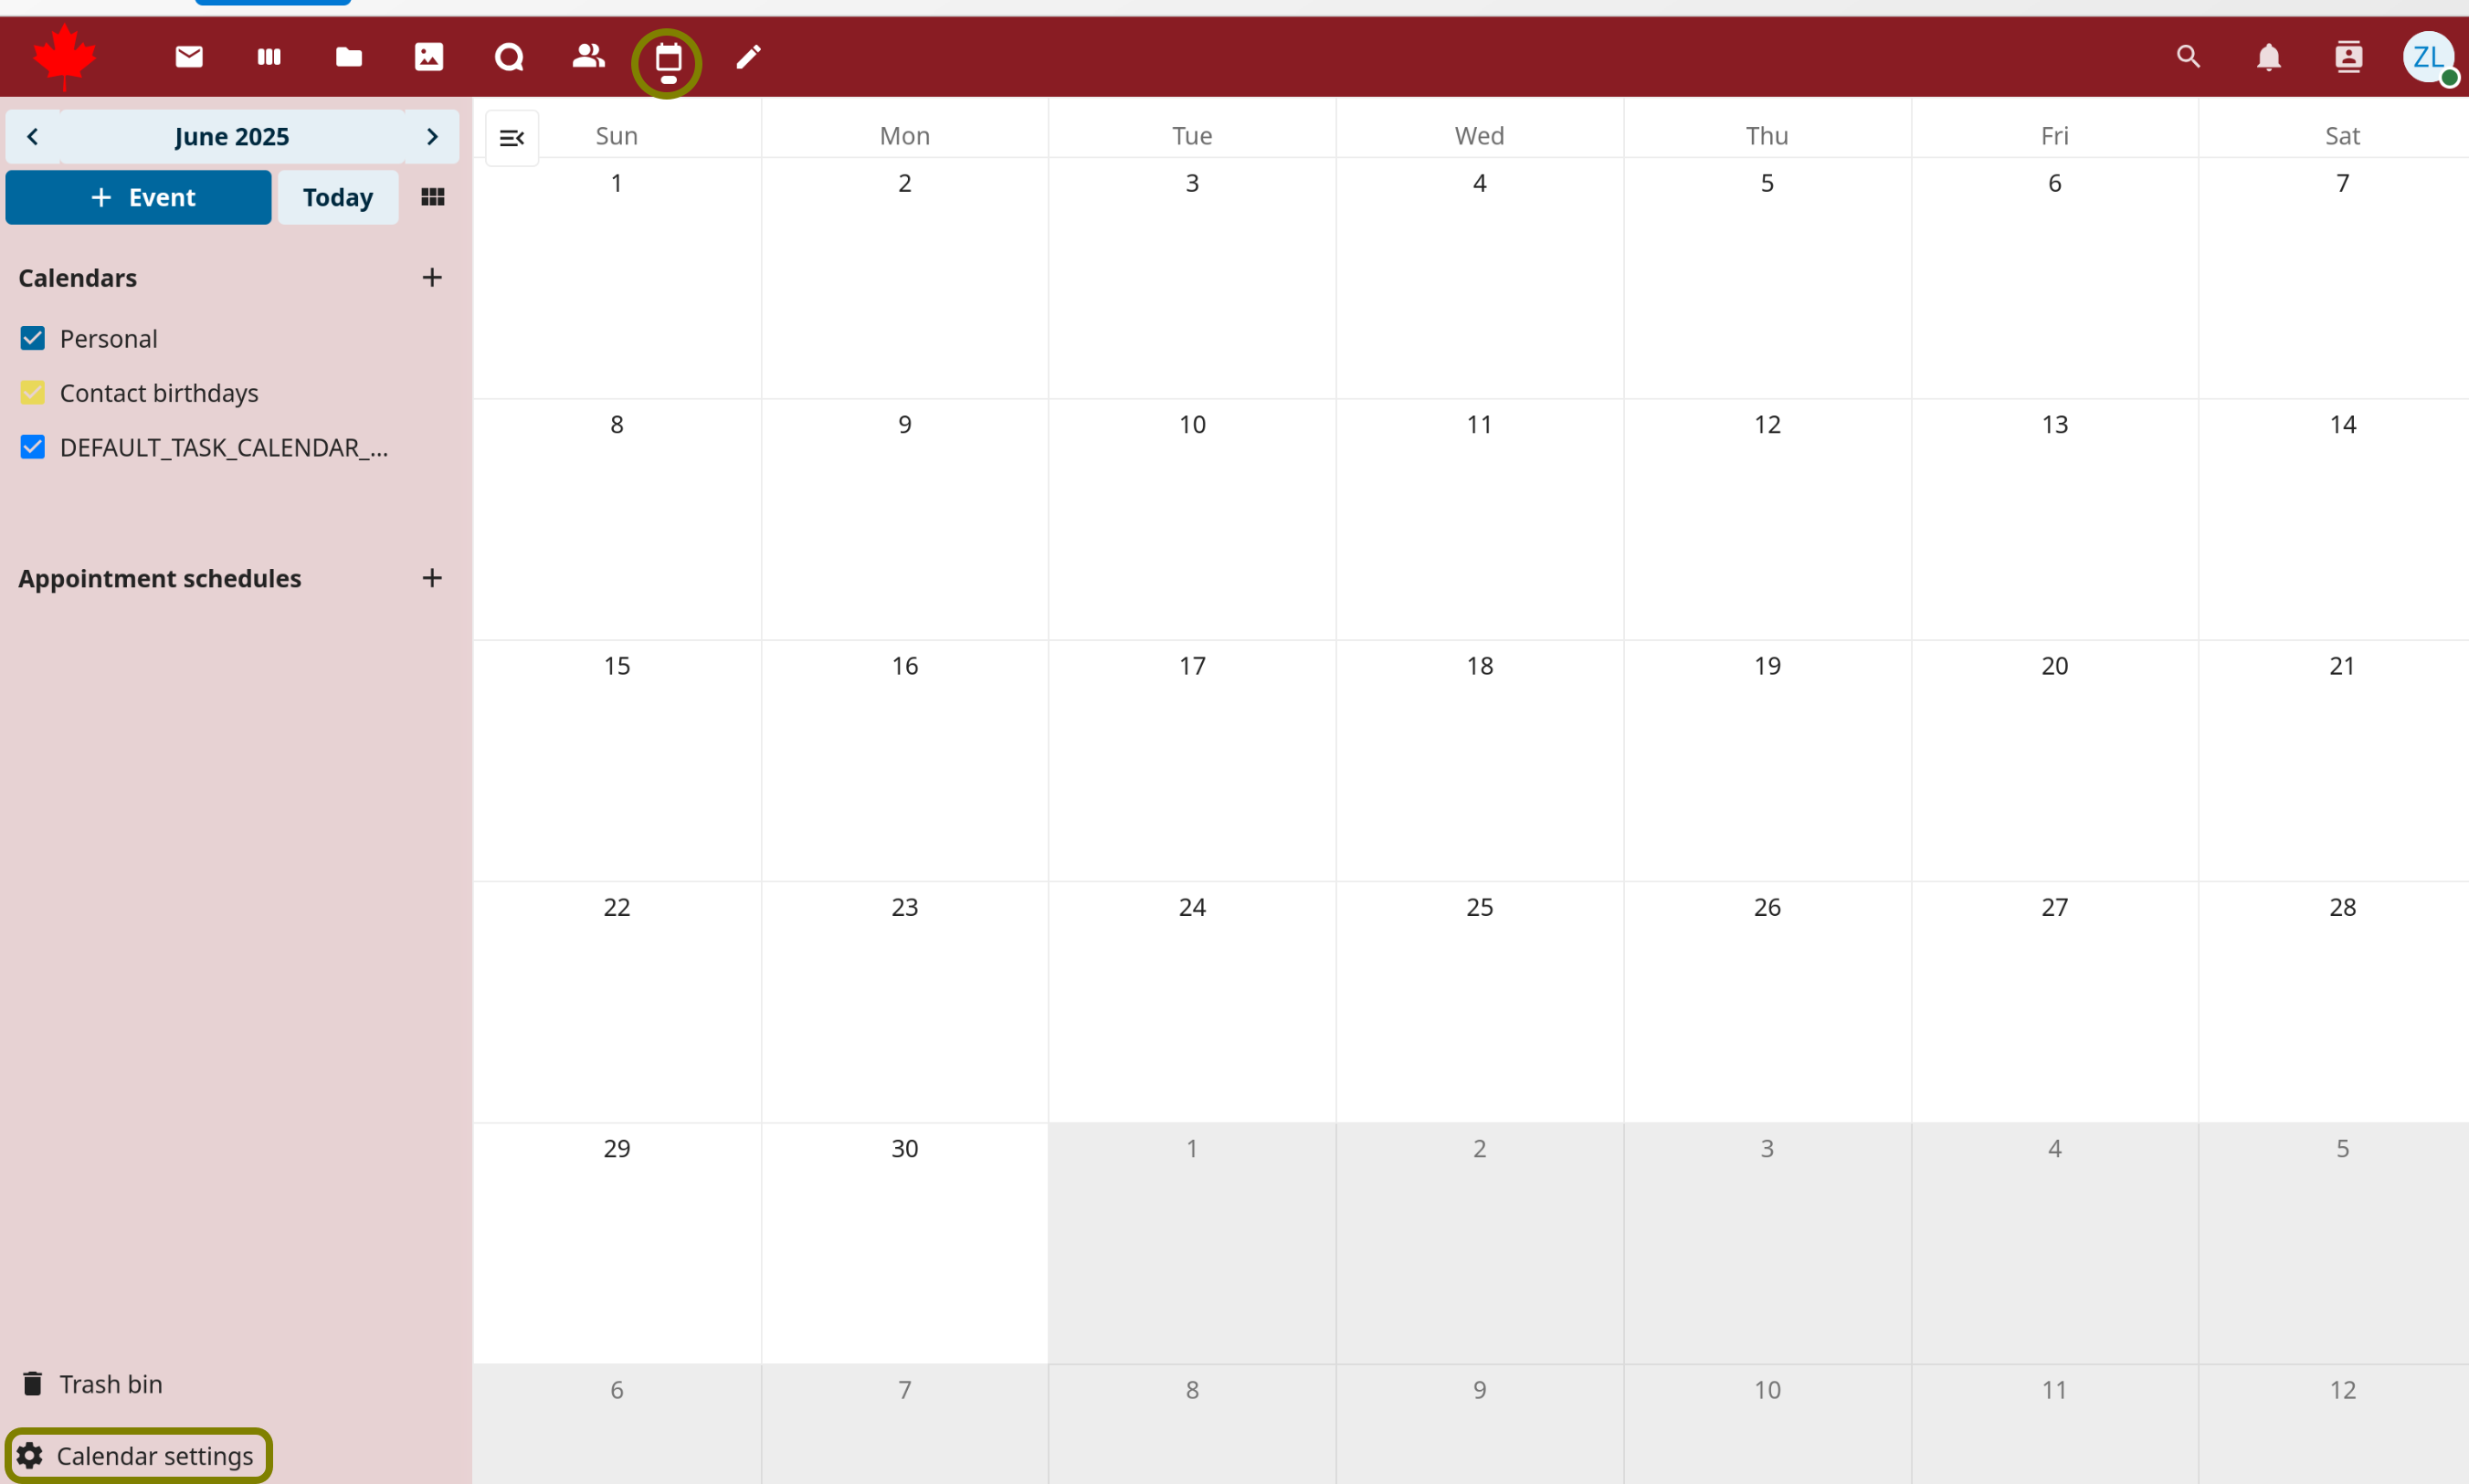 ZL
June 2025
+ Event Today
Calendars +
Personal
Contact birthdays
DEFAULT_TASK_CALENDAR_...
Appointment schedules +
Trash bin
Calendar settings
Sun Mon Tue Wed Thu Fri Sat
1 2 3 4 5 6 7
8 9 10 11 12 13 14
15 16 17 18 19 20 21
22 23 24 25 26 27 28
29 30 1 2 3 4 5
6 7 8 9 10 11 12